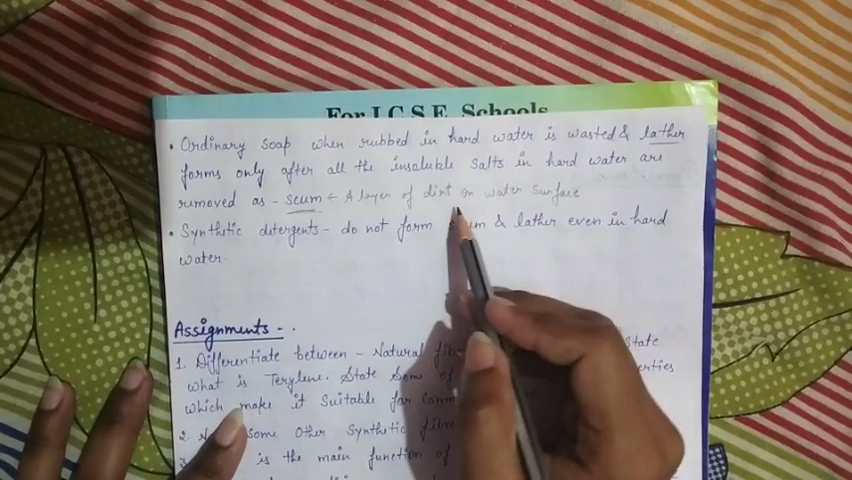 For I.C.S.E. Schools
• Ordinary soap when rubbed in hard water is wasted & lather
forms only after all the insoluble salts in hard water are
removed as - scum ← A layer of dirt on water surface
• Synthetic detergents - do not form & lather even in hard
water.
Assignments - .
1. Differentiate between - Natural State
what is Terylene. State Some of
which make it Suitable for
2. Some Other Synthetic
3. is the main function of